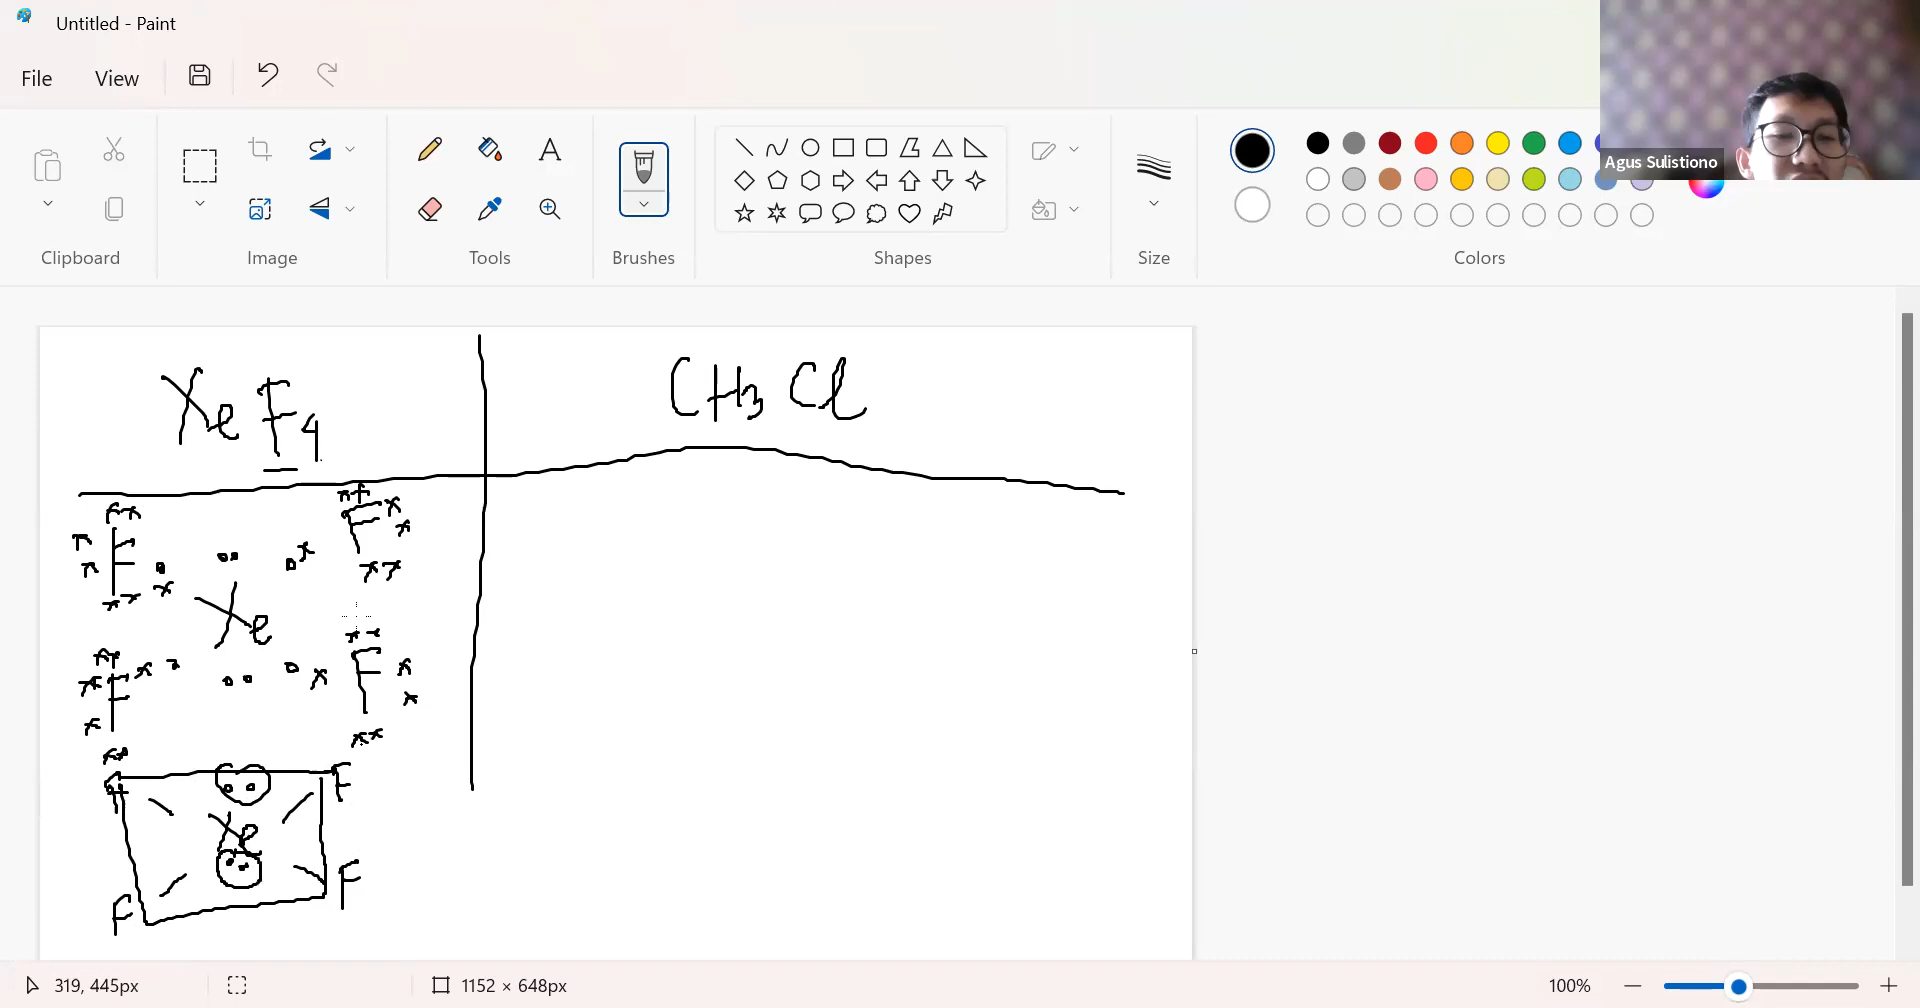 Untitled - Paint
File View
Clipboard Image Tools Brushes Shapes Size Colors
Agus Sulistiono
XeF4
CH3Cl
F F
Xe
F F
F F
Xe
F F
319, 445px
1152 × 648px
100%